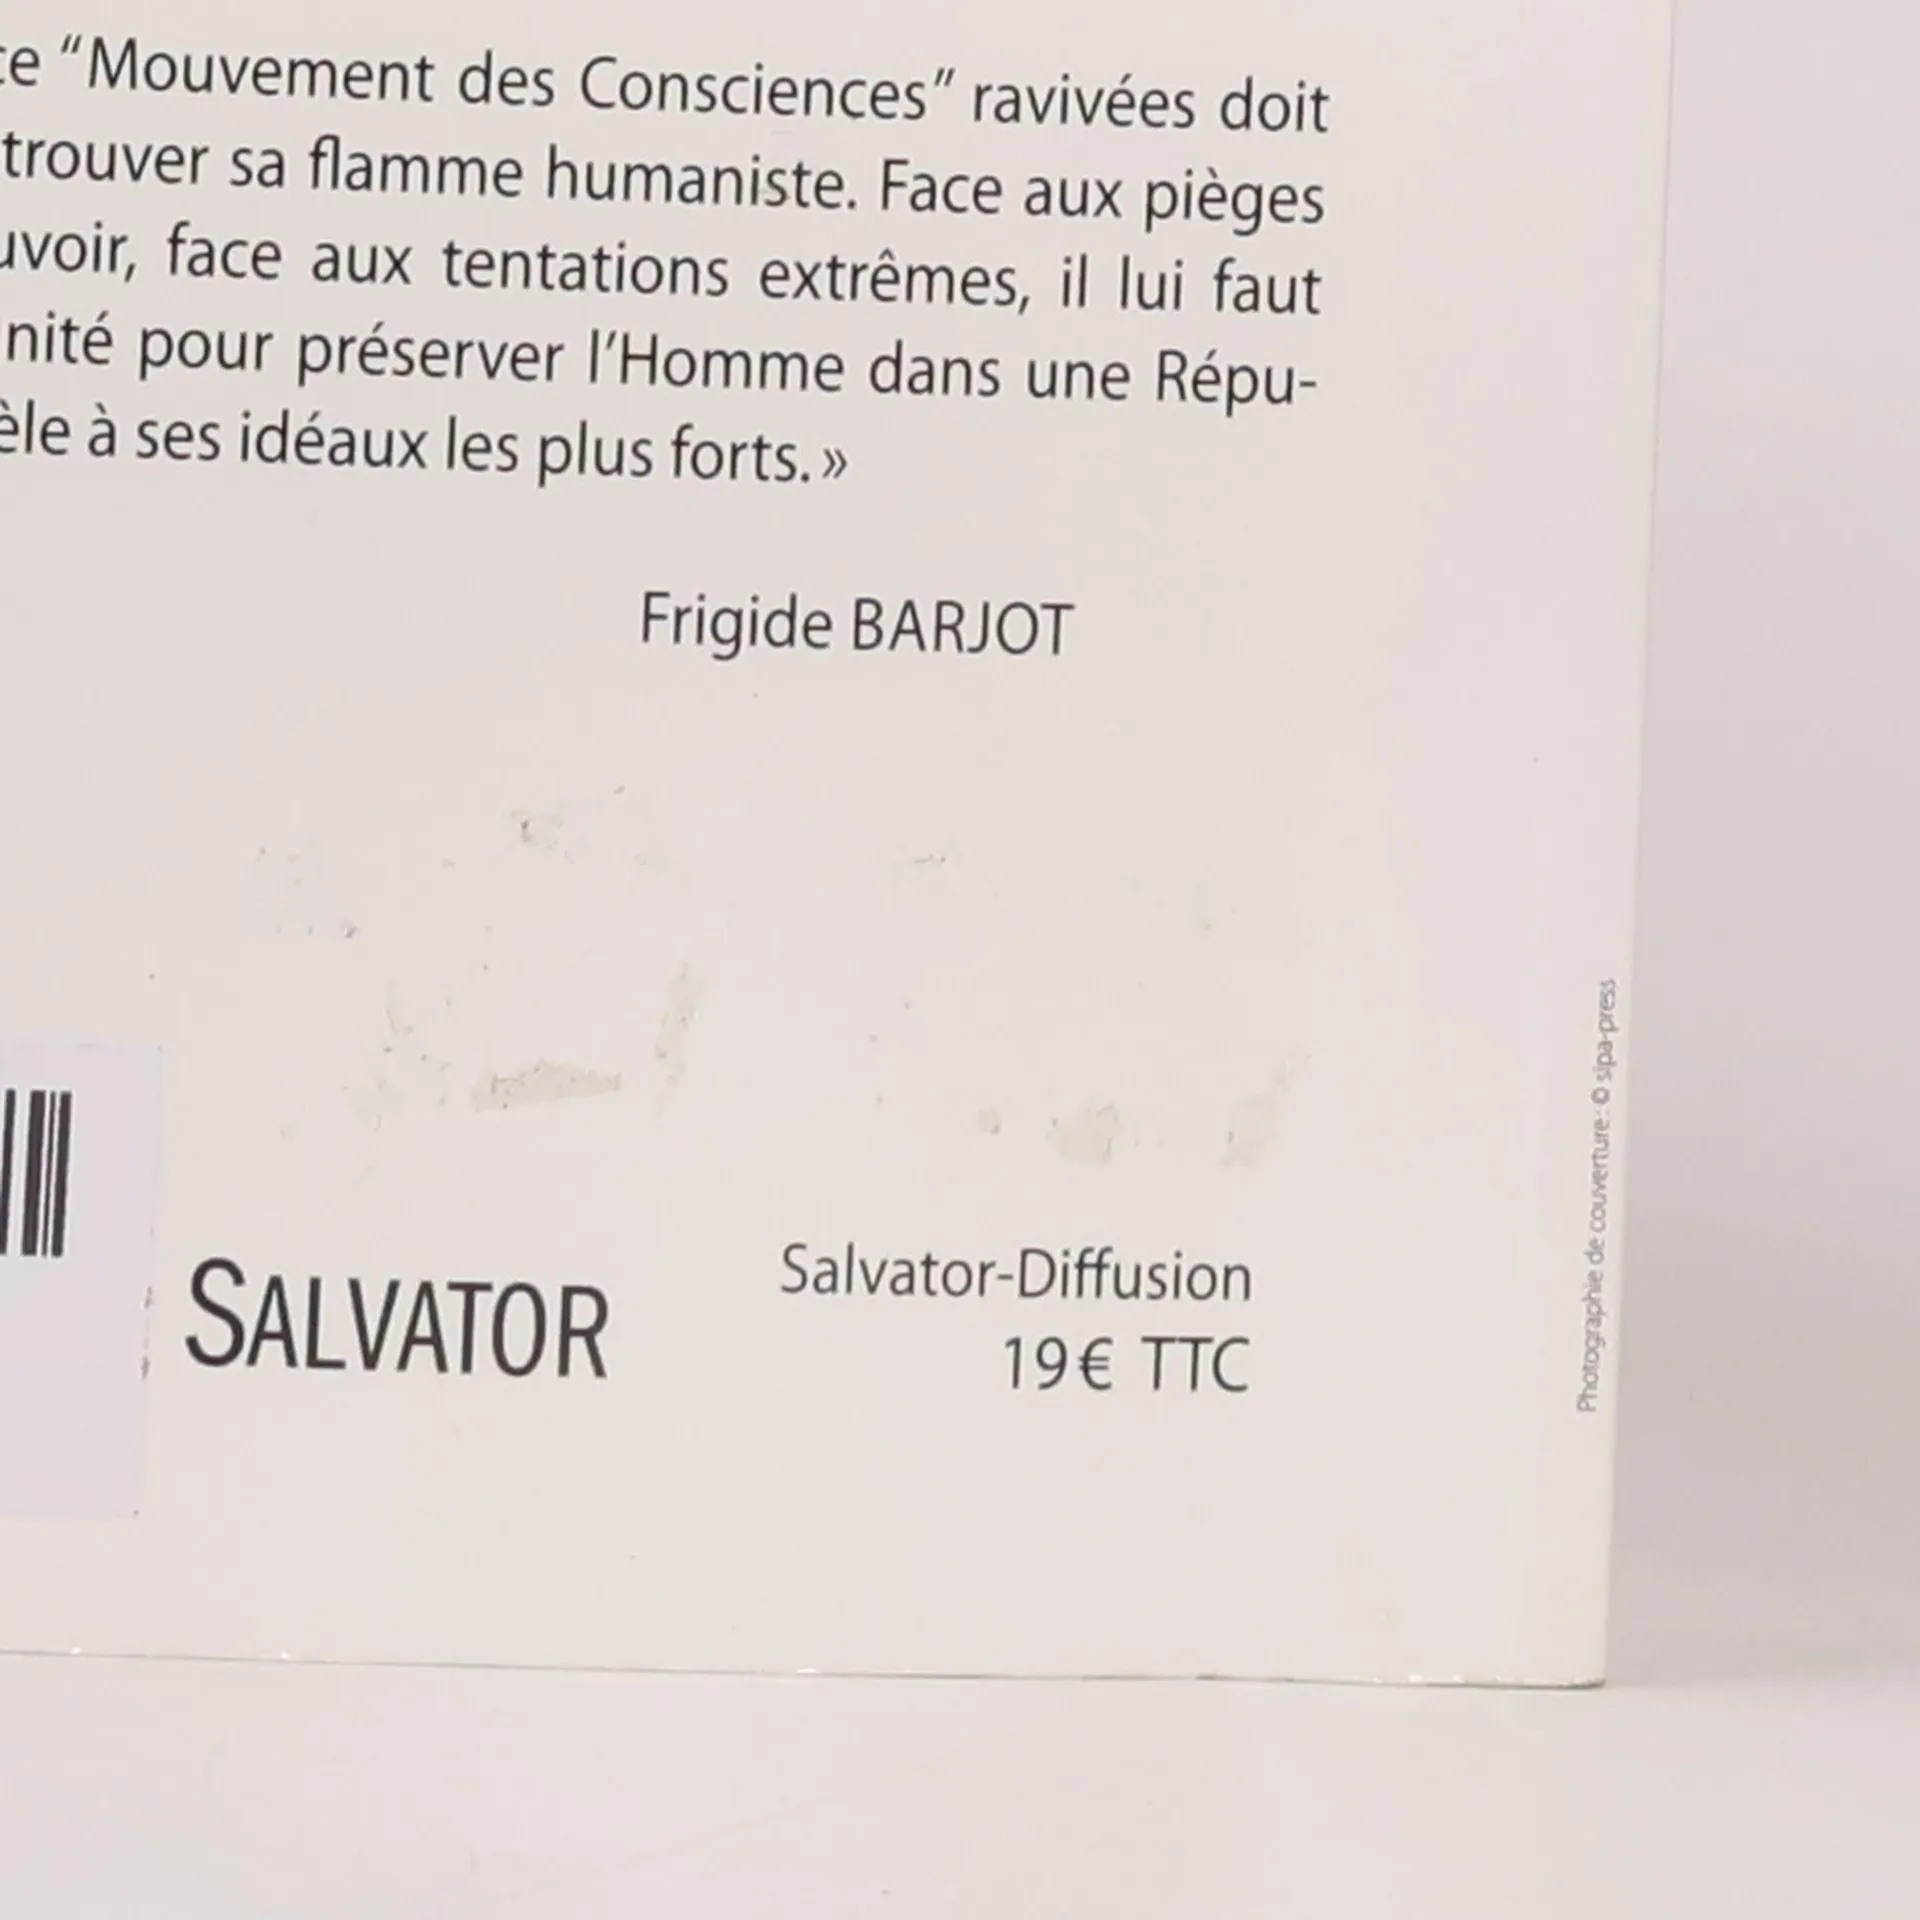 ce “Mouvement des Consciences” ravivées doit
trouver sa flamme humaniste. Face aux pièges
uvoir, face aux tentations extrêmes, il lui faut
nité pour préserver l’Homme dans une Répu-
èle à ses idéaux les plus forts. »
Frigide BARJOT
SALVATOR
Salvator-Diffusion
19€ TTC
Photographie de couverture : © sipa-press